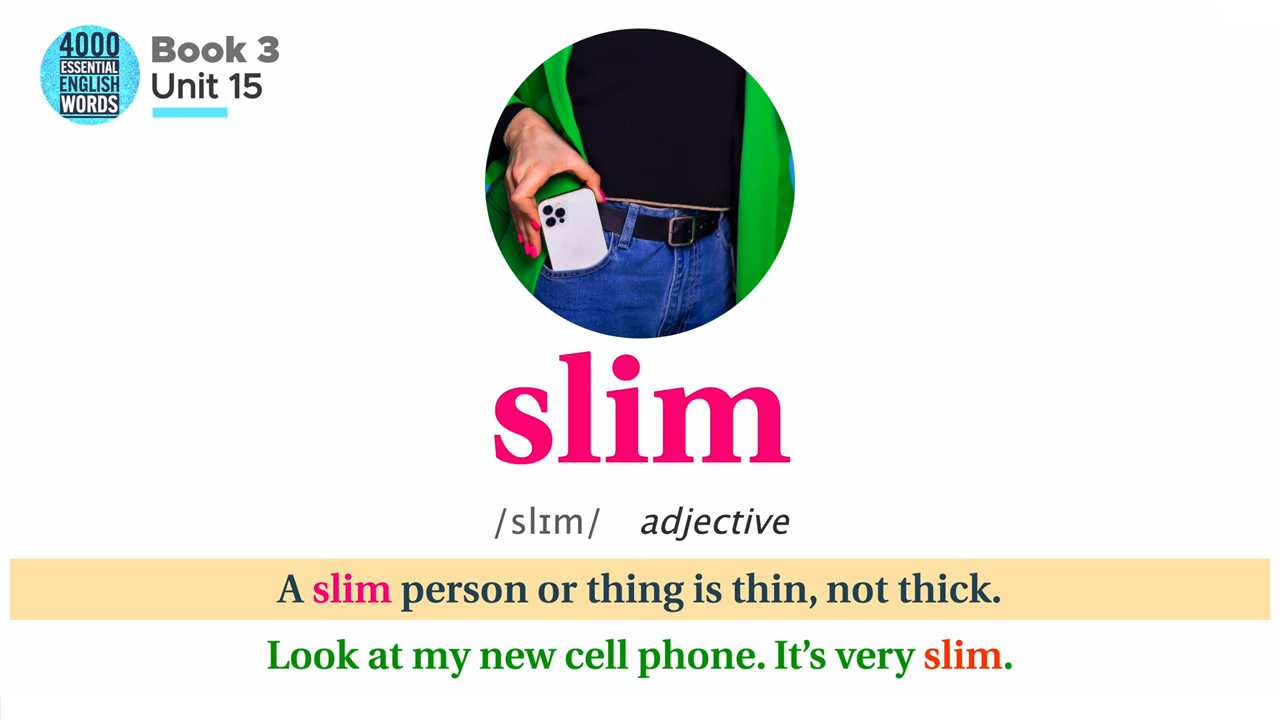 4000
ESSENTIAL
ENGLISH
WORDS
Book 3
Unit 15
slim
/slɪm/ adjective
A slim person or thing is thin, not thick.
Look at my new cell phone. It’s very slim.